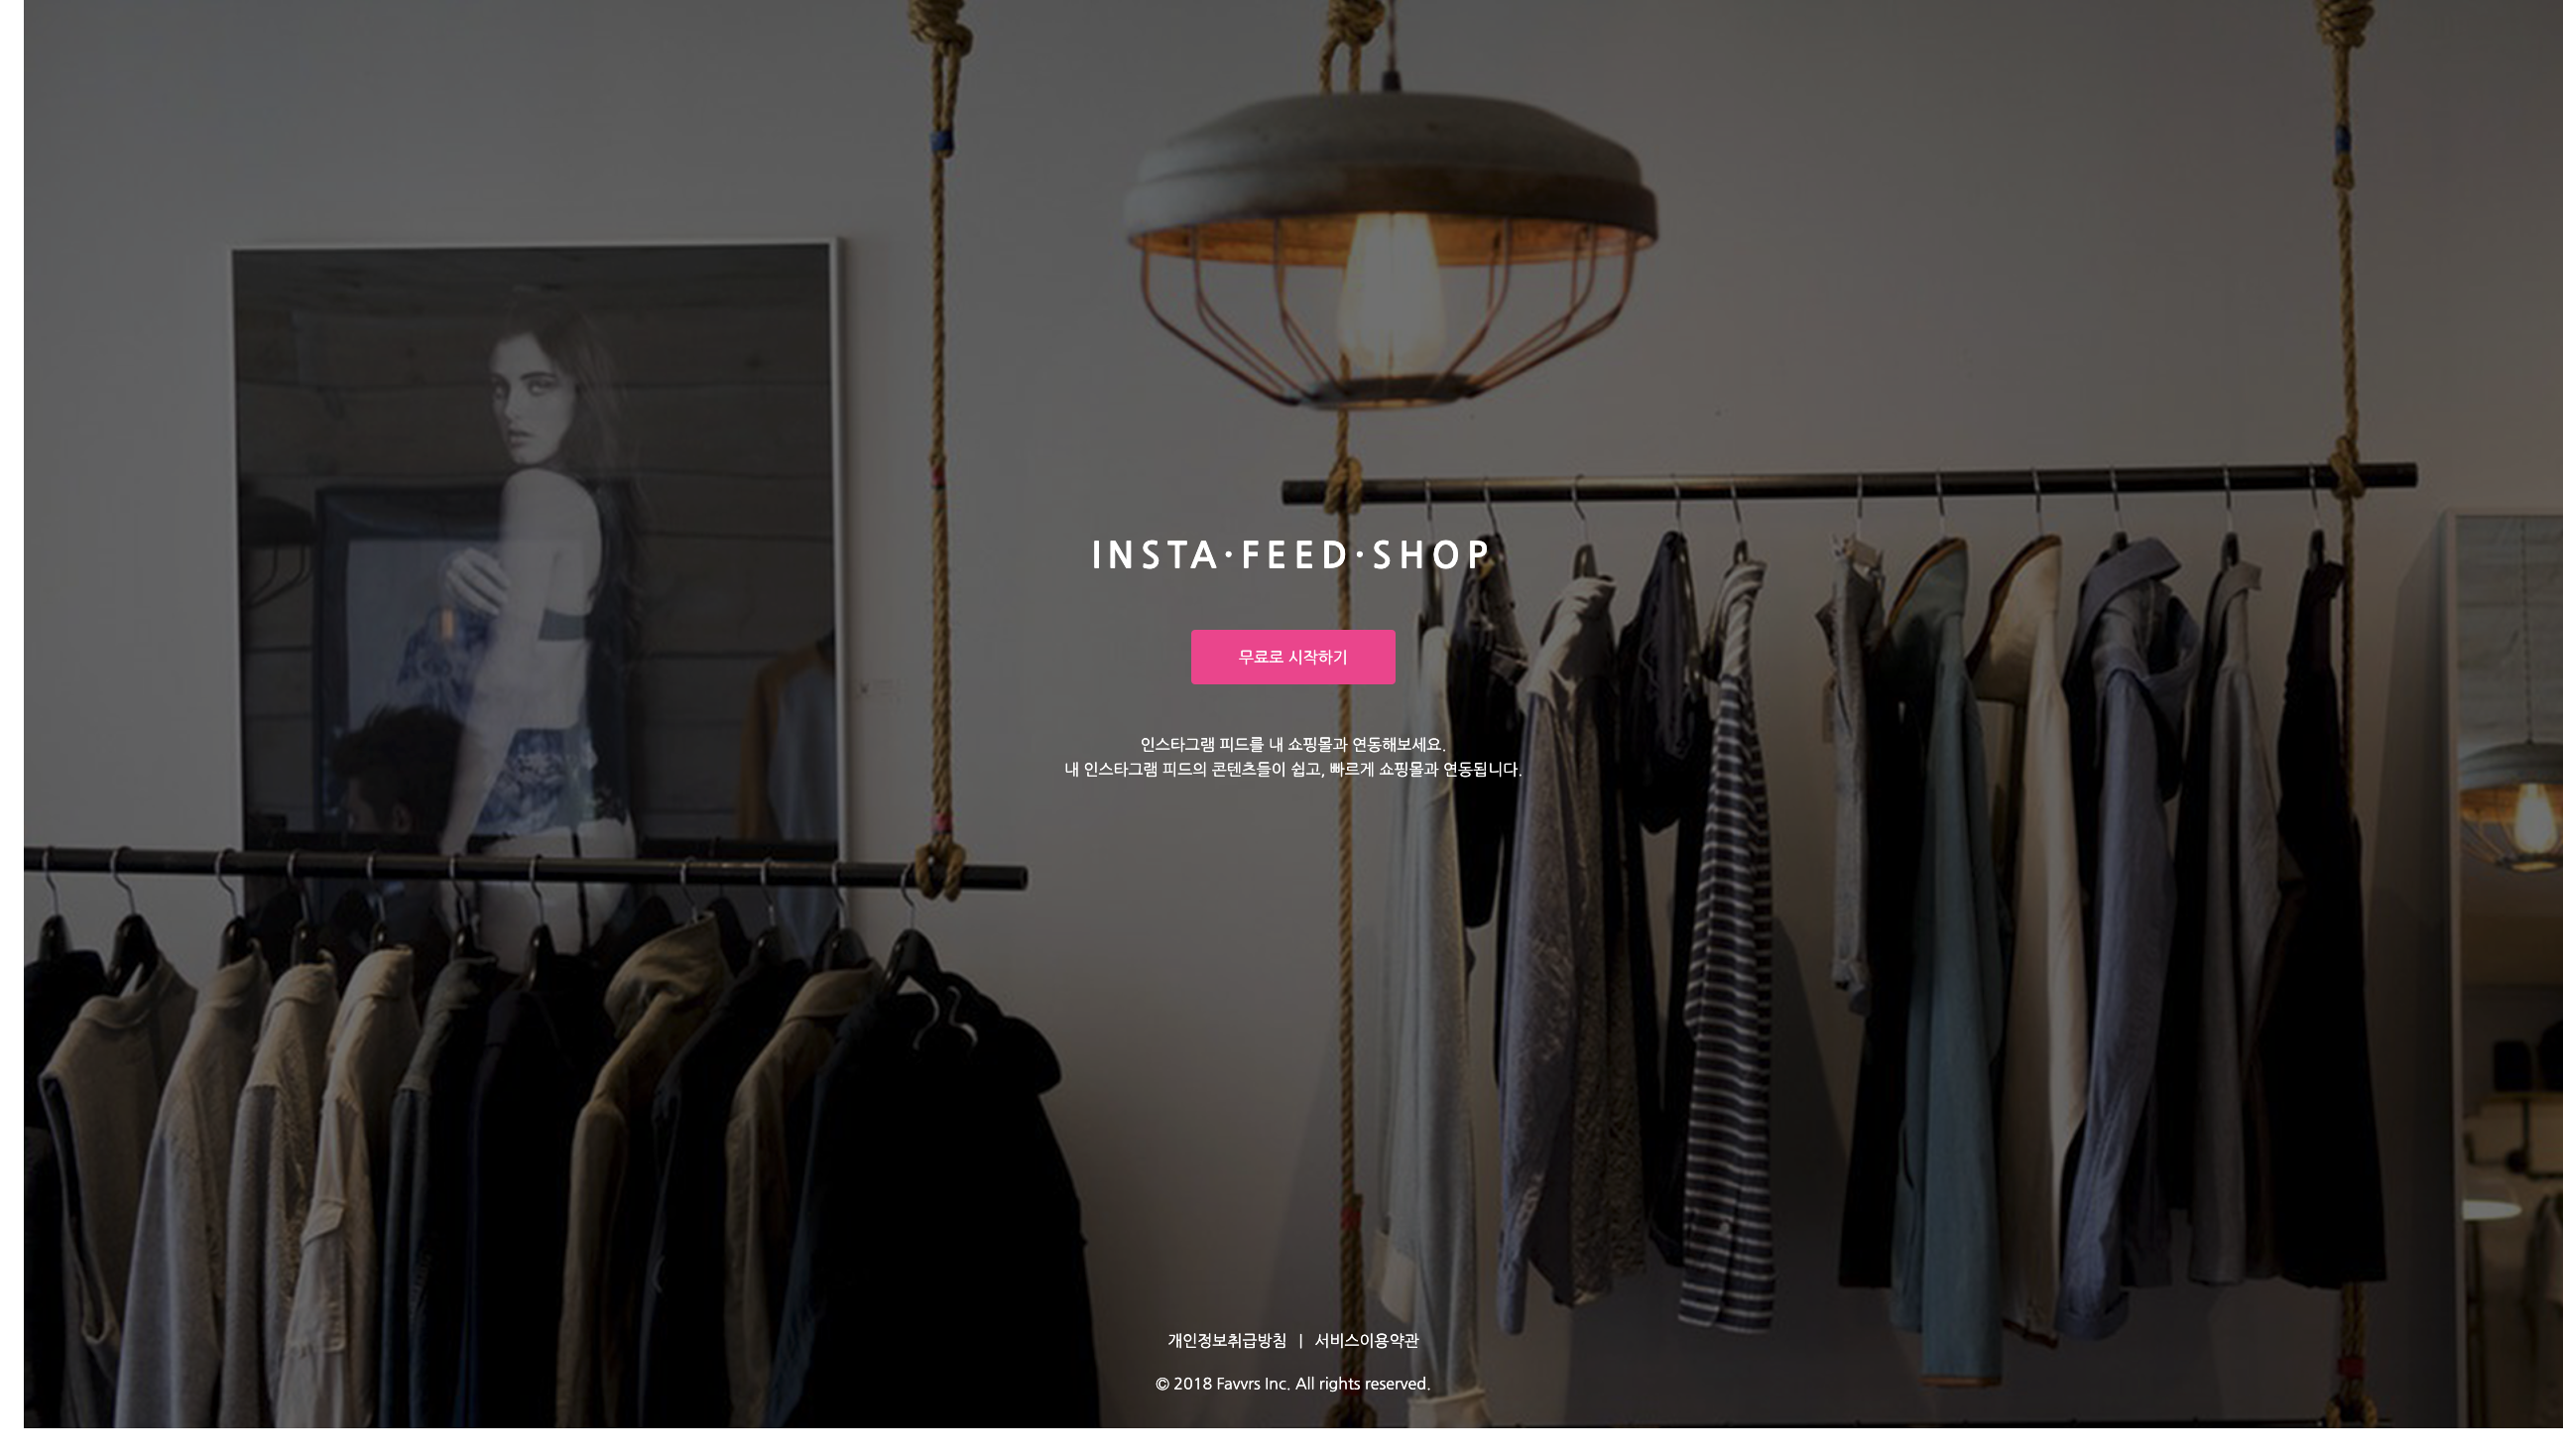 INSTA·FEED·SHOP
무료로 시작하기
인스타그램 피드를 내 쇼핑몰과 연동해보세요.
내 인스타그램 피드의 콘텐츠들이 쉽고, 빠르게 쇼핑몰과 연동됩니다.
개인정보취급방침 | 서비스이용약관
© 2018 Favvrs Inc. All rights reserved.